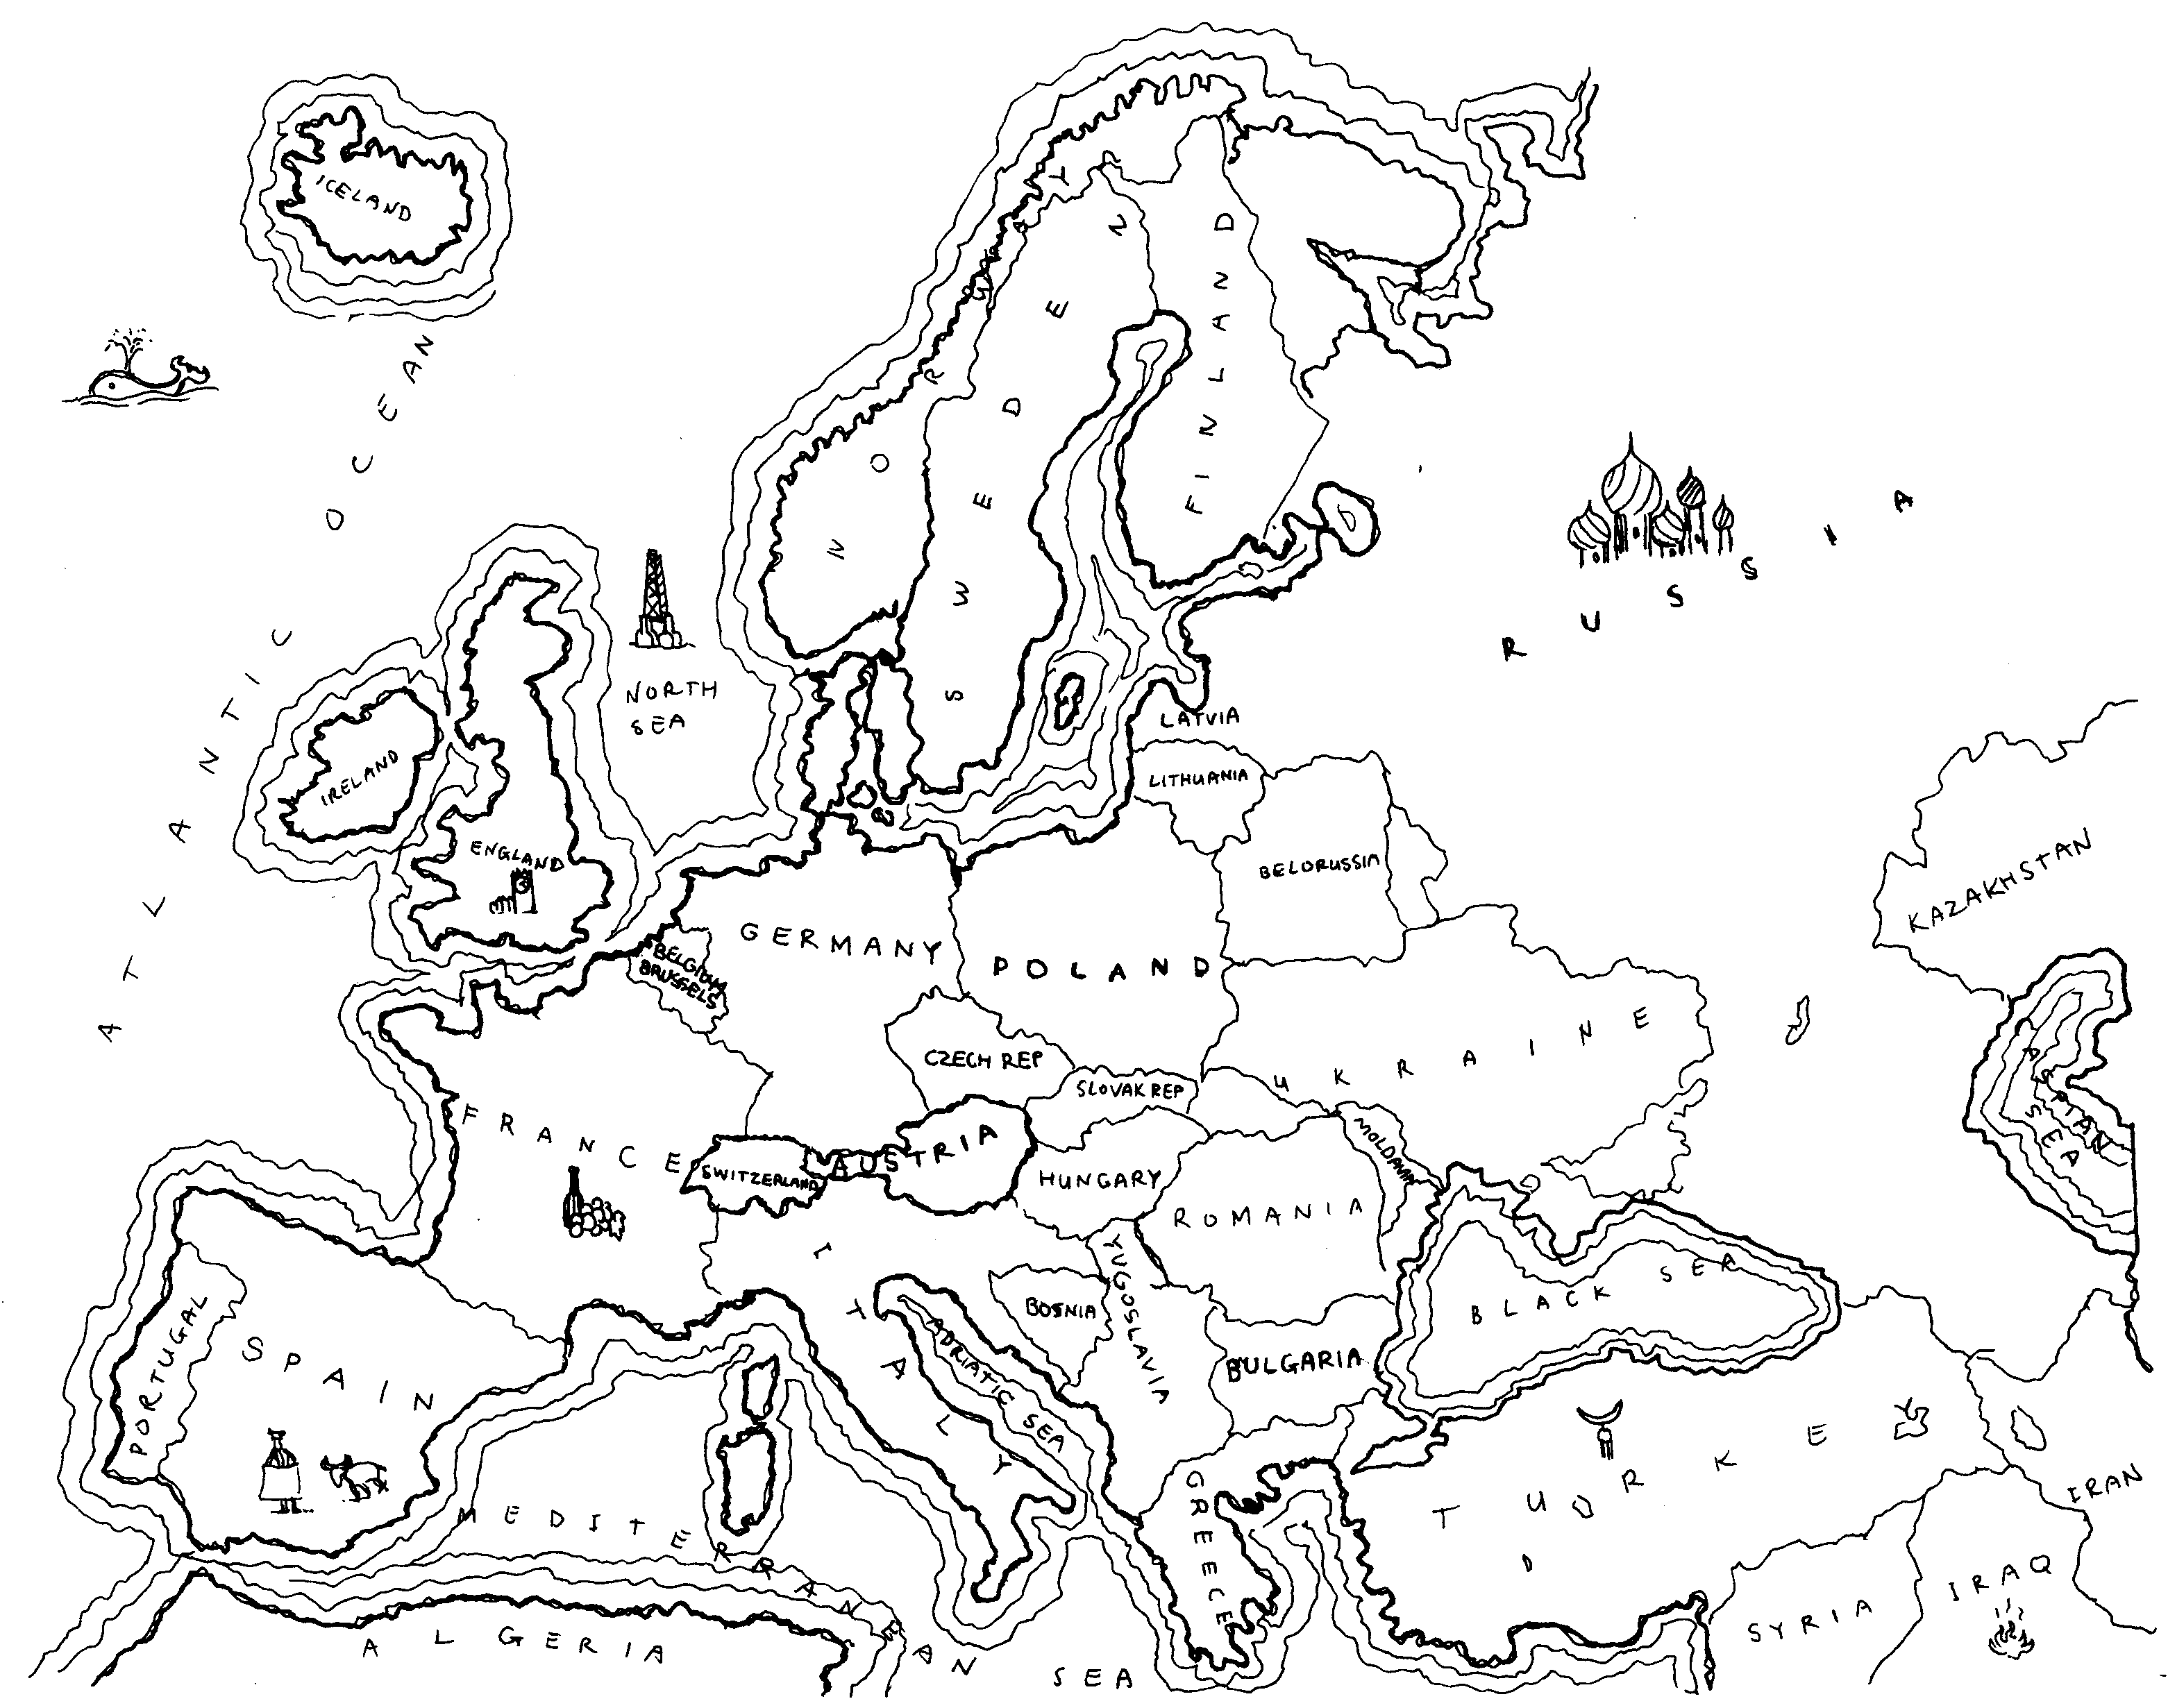 ICELAND
ATLANTIC OCEAN
NORWAY
SWEDEN
FINLAND
RUSSIA
NORTH
SEA
IRELAND
ENGLAND
LATVIA
LITHUANIA
BELORUSSIA
KAZAKHSTAN
GERMANY
POLAND
BELGIUM
BRUSSELS
UKRAINE
CZECH REP
SLOVAK REP
CASPIAN
SEA
FRANCE
SWITZERLAND
AUSTRIA
HUNGARY
MOLDAVIA
ROMANIA
ITALY
YUGOSLAVIA
BOSNIA
BLACK SEA
PORTUGAL
SPAIN
ADRIATIC SEA
BULGARIA
GREECE
TURKEY
IRAN
MEDITERRANEAN SEA
ALGERIA
SYRIA
IRAQ